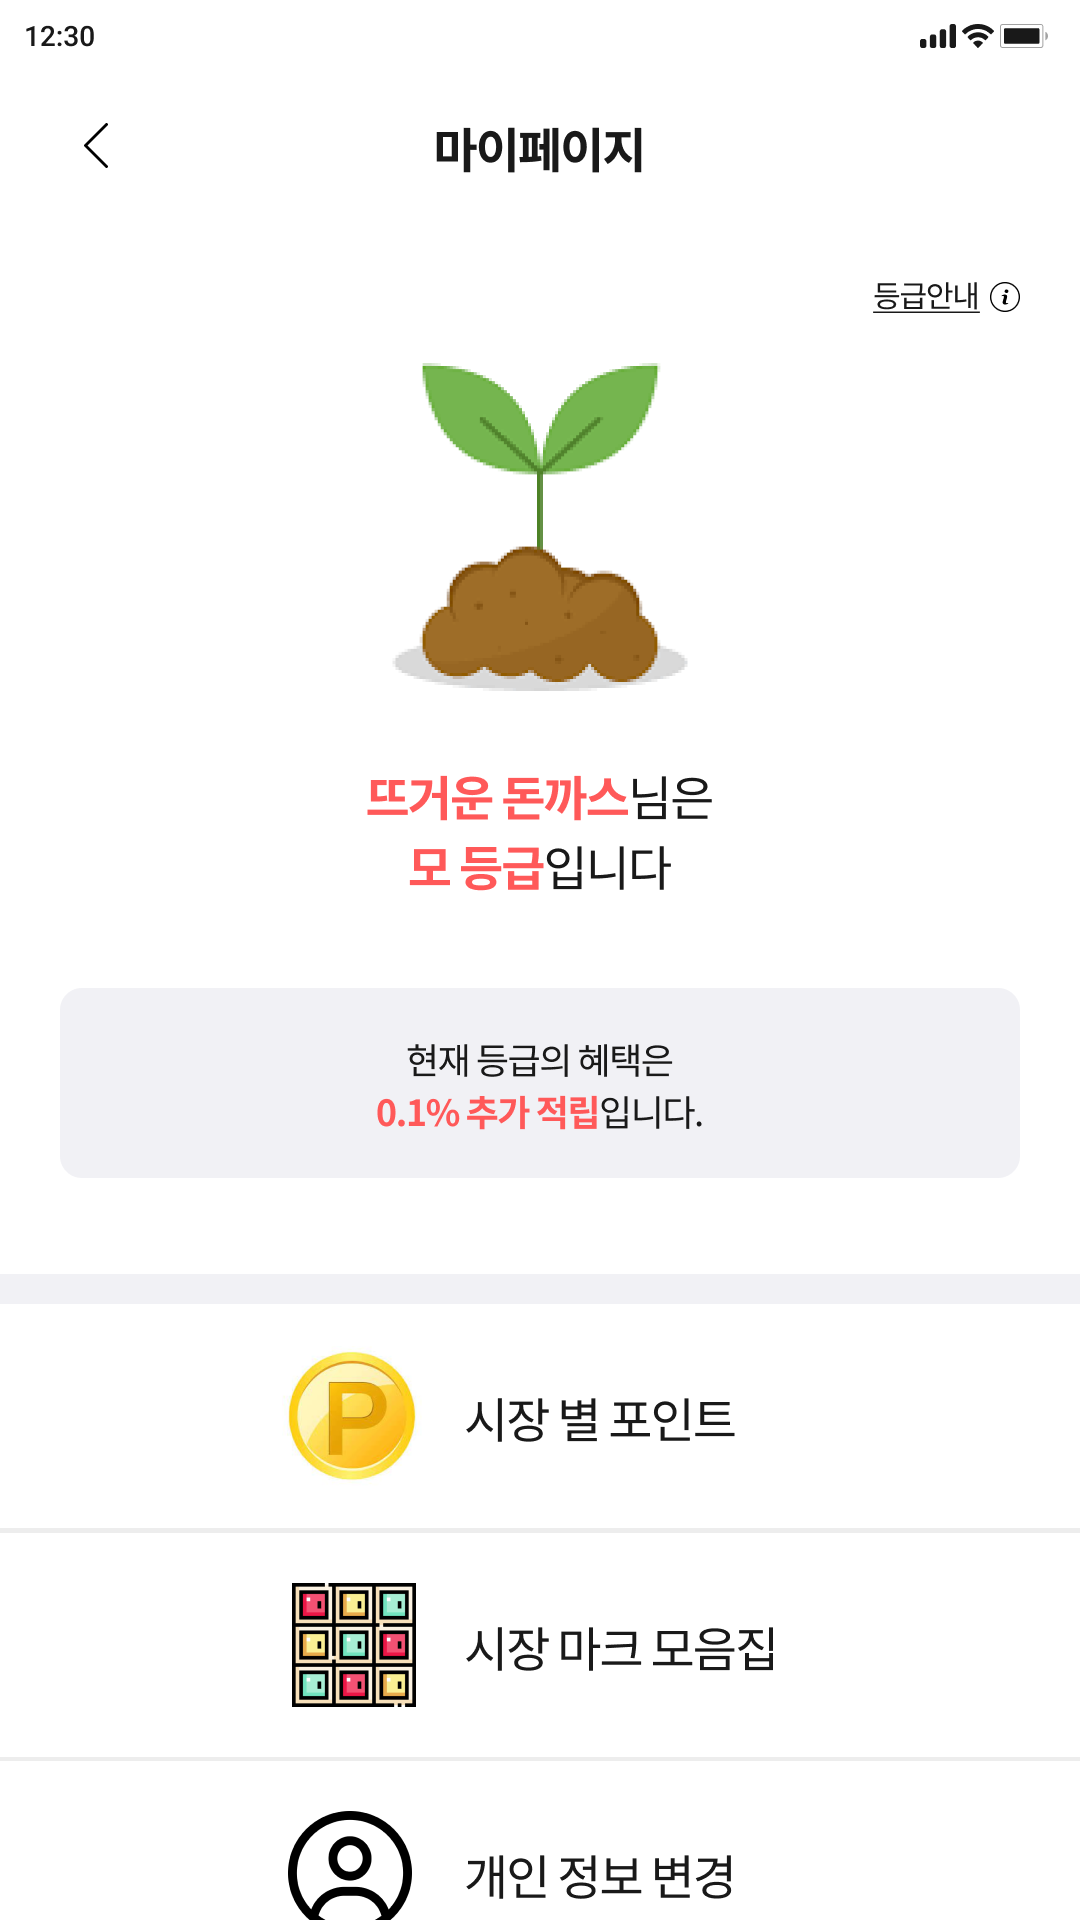 12:30
마이페이지
등급안내 i
뜨거운 돈까스님은
모 등급입니다
현재 등급의 혜택은
0.1% 추가 적립입니다.
P
시장 별 포인트
시장 마크 모음집
개인 정보 변경